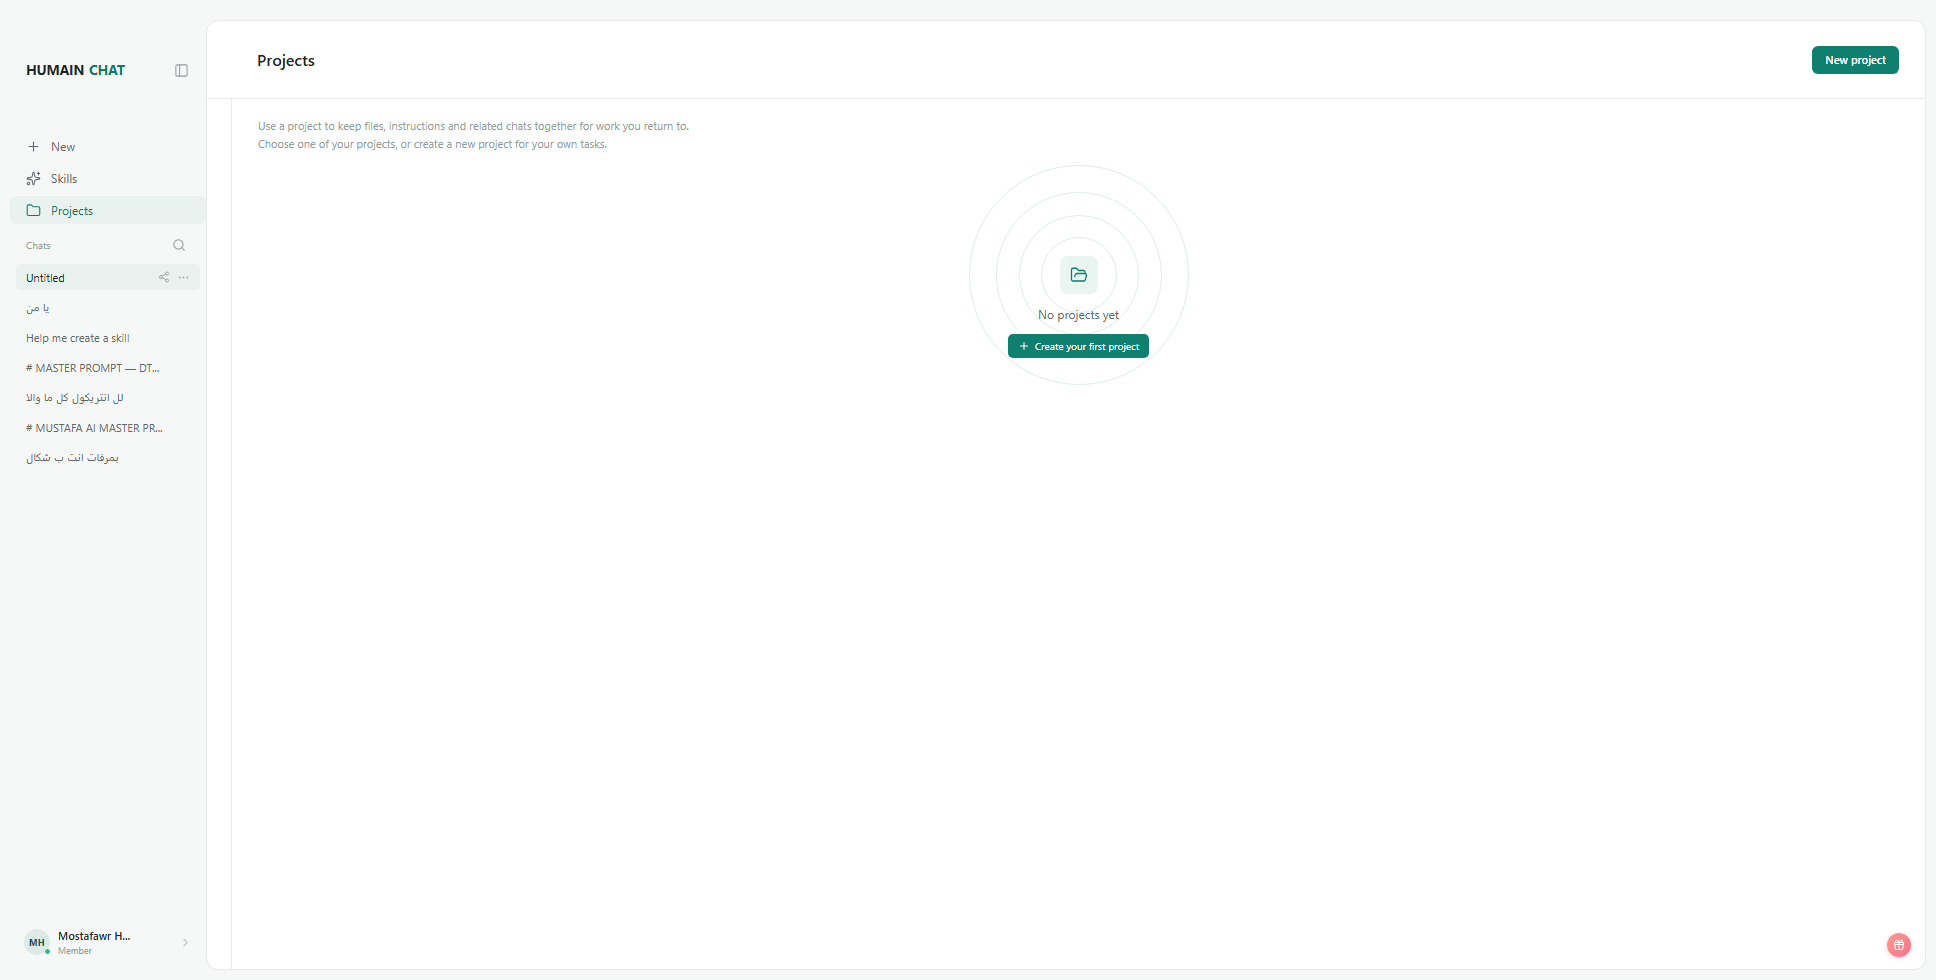 HUMAIN CHAT
New
Skills
Projects
Chats
Untitled
يا من
Help me create a skill
# MASTER PROMPT — DT...
لل انتريكول كل ما والا
# MUSTAFA AI MASTER PR...
بمرفات انت ب شكال
MH
Mostafawr H...
Member
Projects
New project
Use a project to keep files, instructions and related chats together for work you return to.
Choose one of your projects, or create a new project for your own tasks.
No projects yet
Create your first project